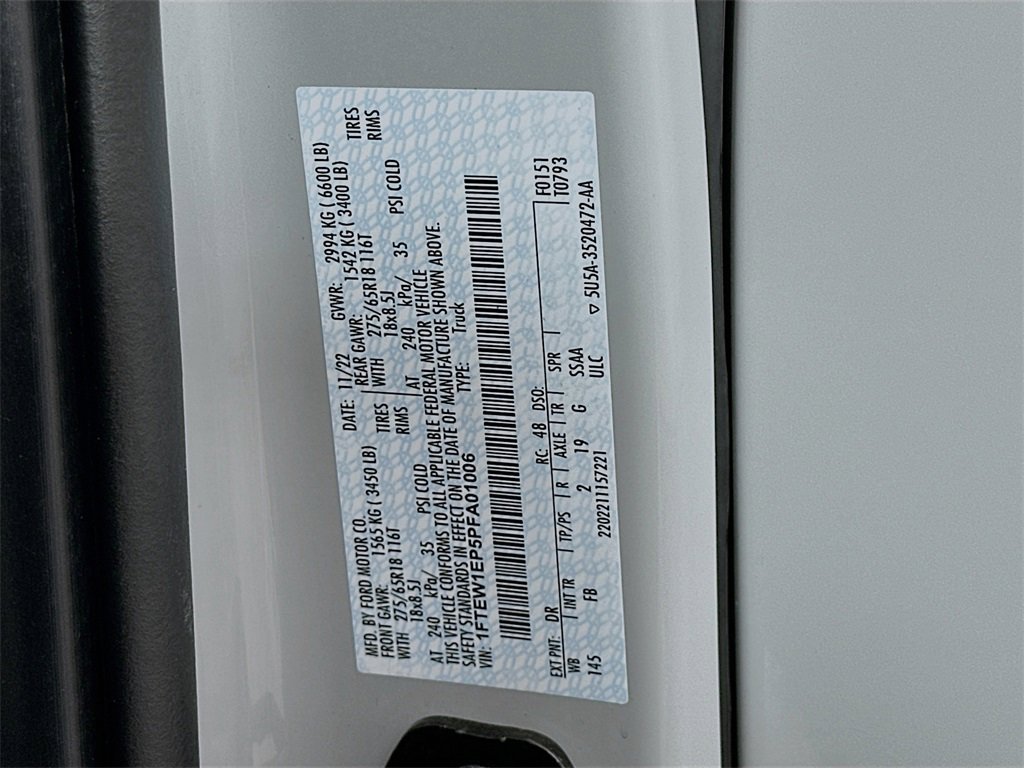 MFD. BY FORD MOTOR CO. DATE: 11/22 GVWR: 2994 KG ( 6600 LB)
FRONT GAWR: 1565 KG ( 3450 LB) REAR GAWR: 1542 KG ( 3400 LB)
WITH 275/65R18 116T TIRES WITH 275/65R18 116T TIRES
18x8.5J RIMS 18x8.5J RIMS
AT 240 kPa/ 35 PSI COLD AT 240 kPa/ 35 PSI COLD
THIS VEHICLE CONFORMS TO ALL APPLICABLE FEDERAL MOTOR VEHICLE
SAFETY STANDARDS IN EFFECT ON THE DATE OF MANUFACTURE SHOWN ABOVE.
VIN: 1FTEW1EP5PFA01006 TYPE: Truck
EXT PNT: DR RC: 48 DSO: F0151
WB INT TR TP/PS R AXLE TR SPR T0793
145 FB 2 19 G SSAA
2202211157221 ULC ▽ 5U5A-3520472-AA